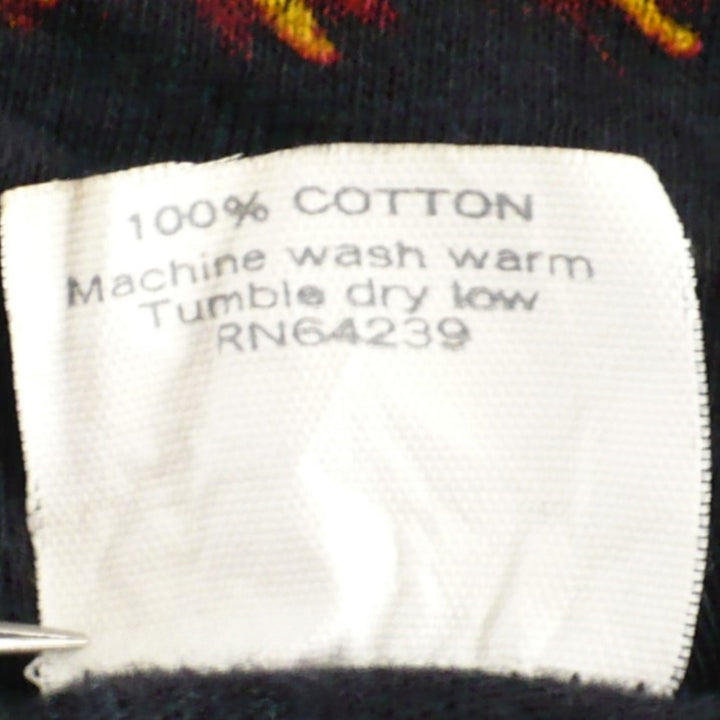 100% COTTON
Machine wash warm
Tumble dry low
RN64239